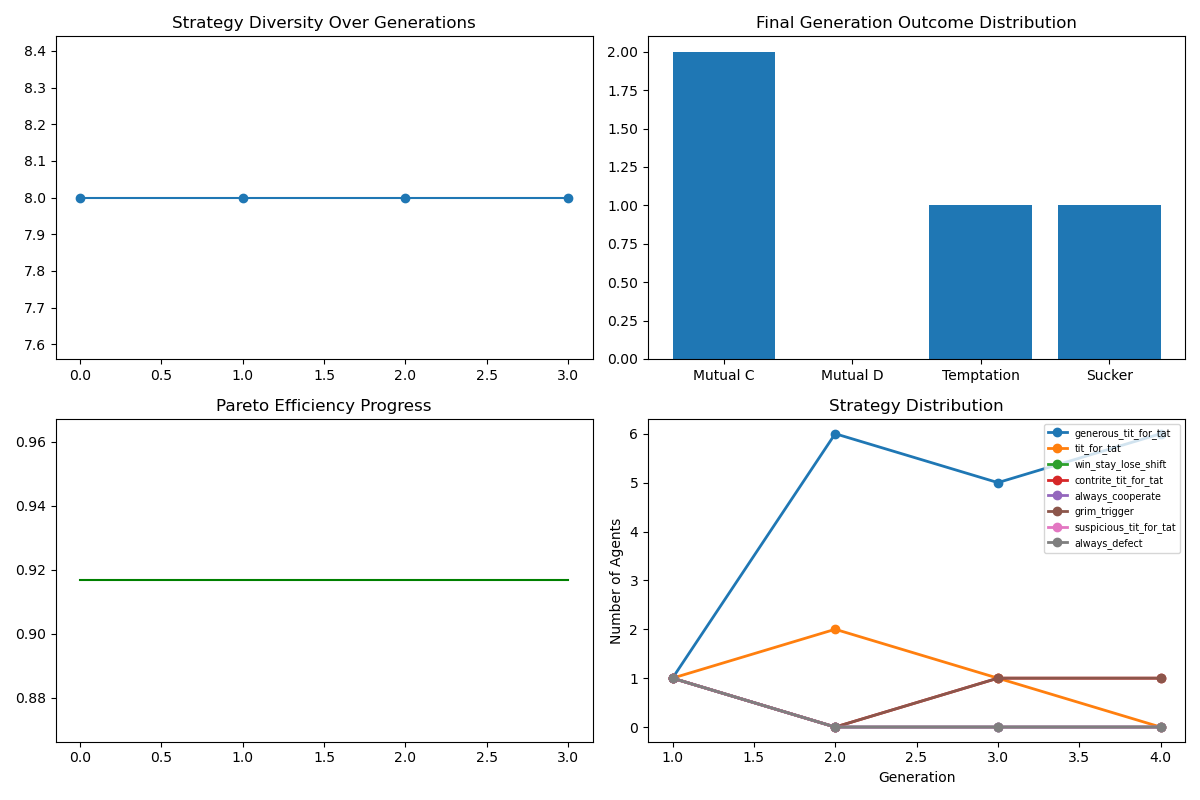 Strategy Diversity Over Generations
8.4
8.3
8.2
8.1
8.0
7.9
7.8
7.7
7.6
0.0 0.5 1.0 1.5 2.0 2.5 3.0
Final Generation Outcome Distribution
2.00
1.75
1.50
1.25
1.00
0.75
0.50
0.25
0.00
Mutual C Mutual D Temptation Sucker
Pareto Efficiency Progress
0.96
0.94
0.92
0.90
0.88
0.0 0.5 1.0 1.5 2.0 2.5 3.0
Strategy Distribution
Number of Agents
6
5
4
3
2
1
0
generous_tit_for_tat
tit_for_tat
win_stay_lose_shift
contrite_tit_for_tat
always_cooperate
grim_trigger
suspicious_tit_for_tat
always_defect
1.0 1.5 2.0 2.5 3.0 3.5 4.0
Generation